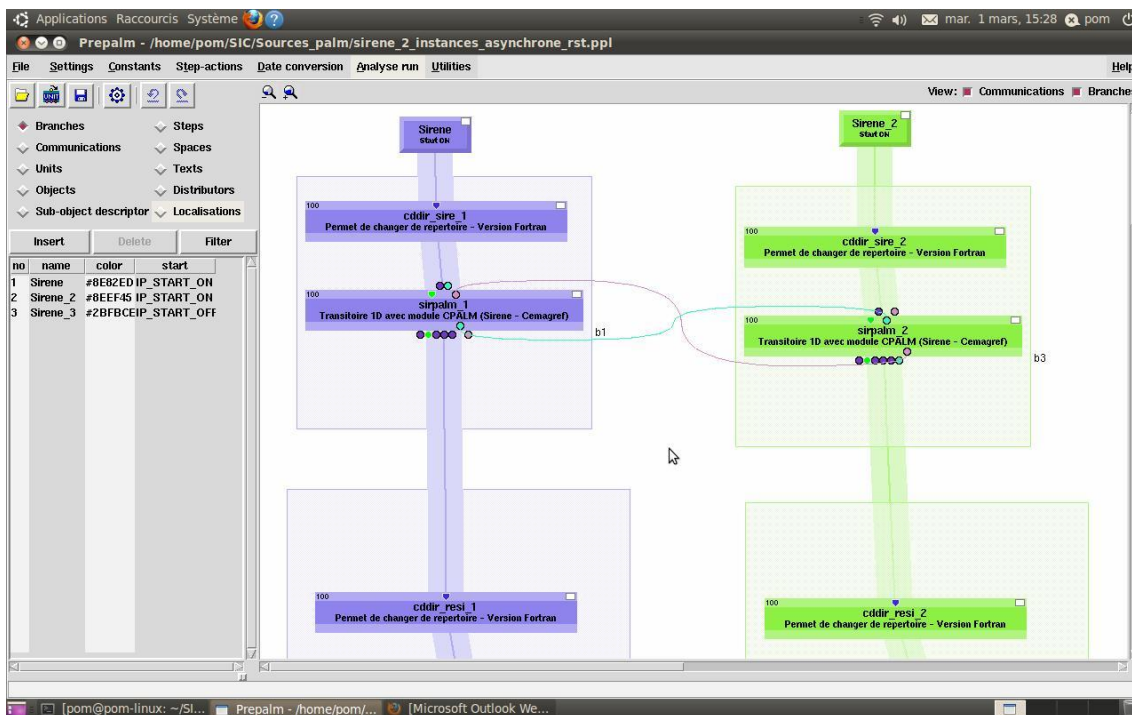 Applications Raccourcis Système mar. 1 mars, 15:28 pom
Prepalm - /home/pom/SIC/Sources_palm/sirene_2_instances_asynchrone_rst.ppl
File Settings Constants Step-actions Date conversion Analyse run Utilities Help
UNIT
View: Communications Branches
Branches Steps
Communications Spaces
Units Texts
Objects Distributors
Sub-object descriptor Localisations
Insert Delete Filter
no name color start
1 Sirene #8E82ED IP_START_ON
2 Sirene_2 #8EEF45 IP_START_ON
3 Sirene_3 #2BFBCE IP_START_OFF
Sirene
Start ON
100
cddir_sire_1
Permet de changer de repertoire - Version Fortran
100
sirpalm_1
Transitoire 1D avec module CPALM (Sirene - Cemagref)
b1
100
cddir_resi_1
Permet de changer de repertoire - Version Fortran
Sirene_2
Start ON
100
cddir_sire_2
Permet de changer de repertoire - Version Fortran
100
sirpalm_2
Transitoire 1D avec module CPALM (Sirene - Cemagref)
b3
100
cddir_resi_2
Permet de changer de repertoire - Version Fortran
[pom@pom-linux: ~/SI... Prepalm - /home/pom/... [Microsoft Outlook We...